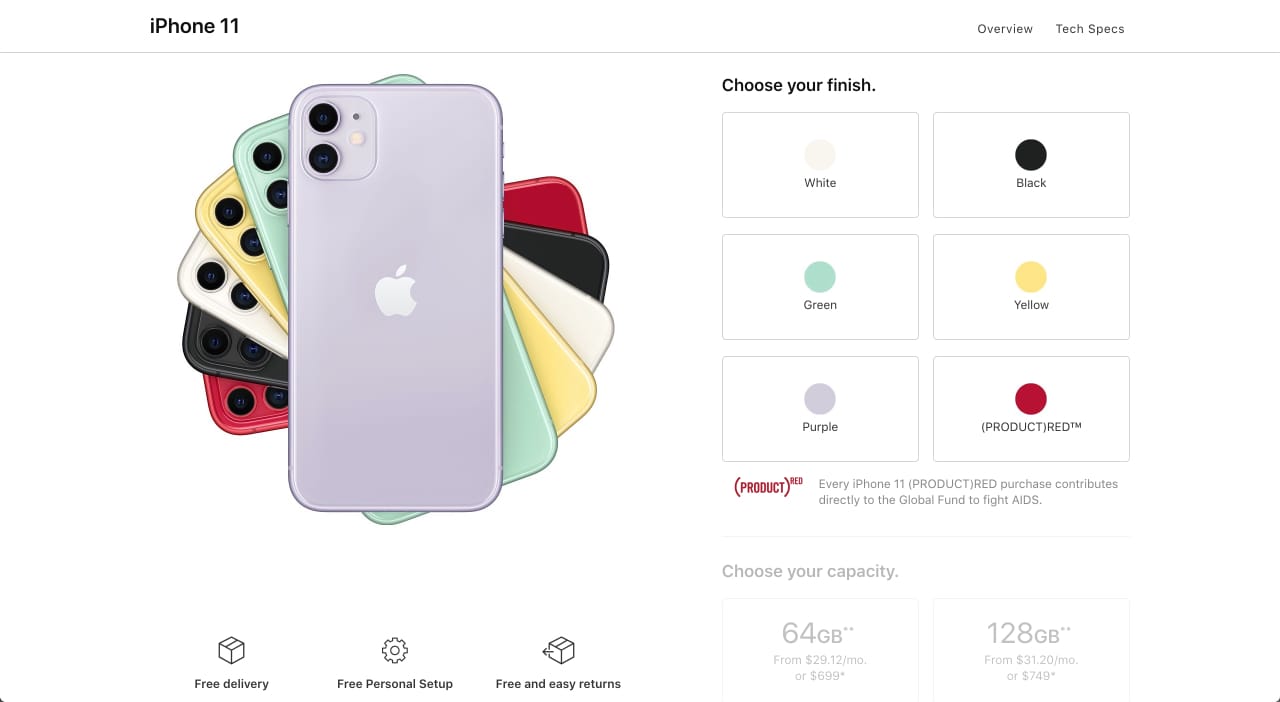 iPhone 11
Overview
Tech Specs
Choose your finish.
White
Black
Green
Yellow
Purple
(PRODUCT)RED™
(PRODUCT)RED
Every iPhone 11 (PRODUCT)RED purchase contributes
directly to the Global Fund to fight AIDS.
Choose your capacity.
64GB**
From $29.12/mo.
or $699*
128GB**
From $31.20/mo.
or $749*
Free delivery
Free Personal Setup
Free and easy returns